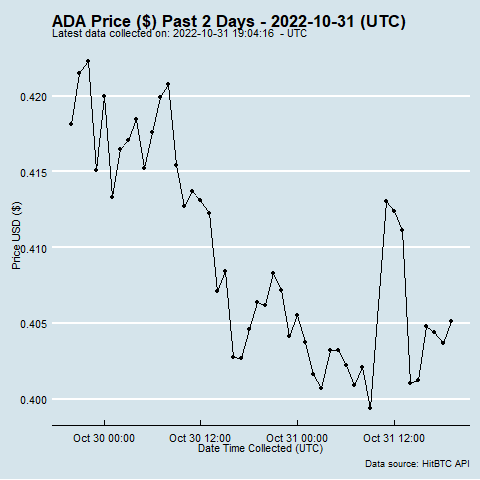 ADA Price ($) Past 2 Days - 2022-10-31 (UTC)
Latest data collected on: 2022-10-31 19:04:16 - UTC
0.420
0.415
0.410
0.405
0.400
Price USD ($)
Oct 30 00:00 Oct 30 12:00 Oct 31 00:00 Oct 31 12:00
Date Time Collected (UTC)
Data source: HitBTC API